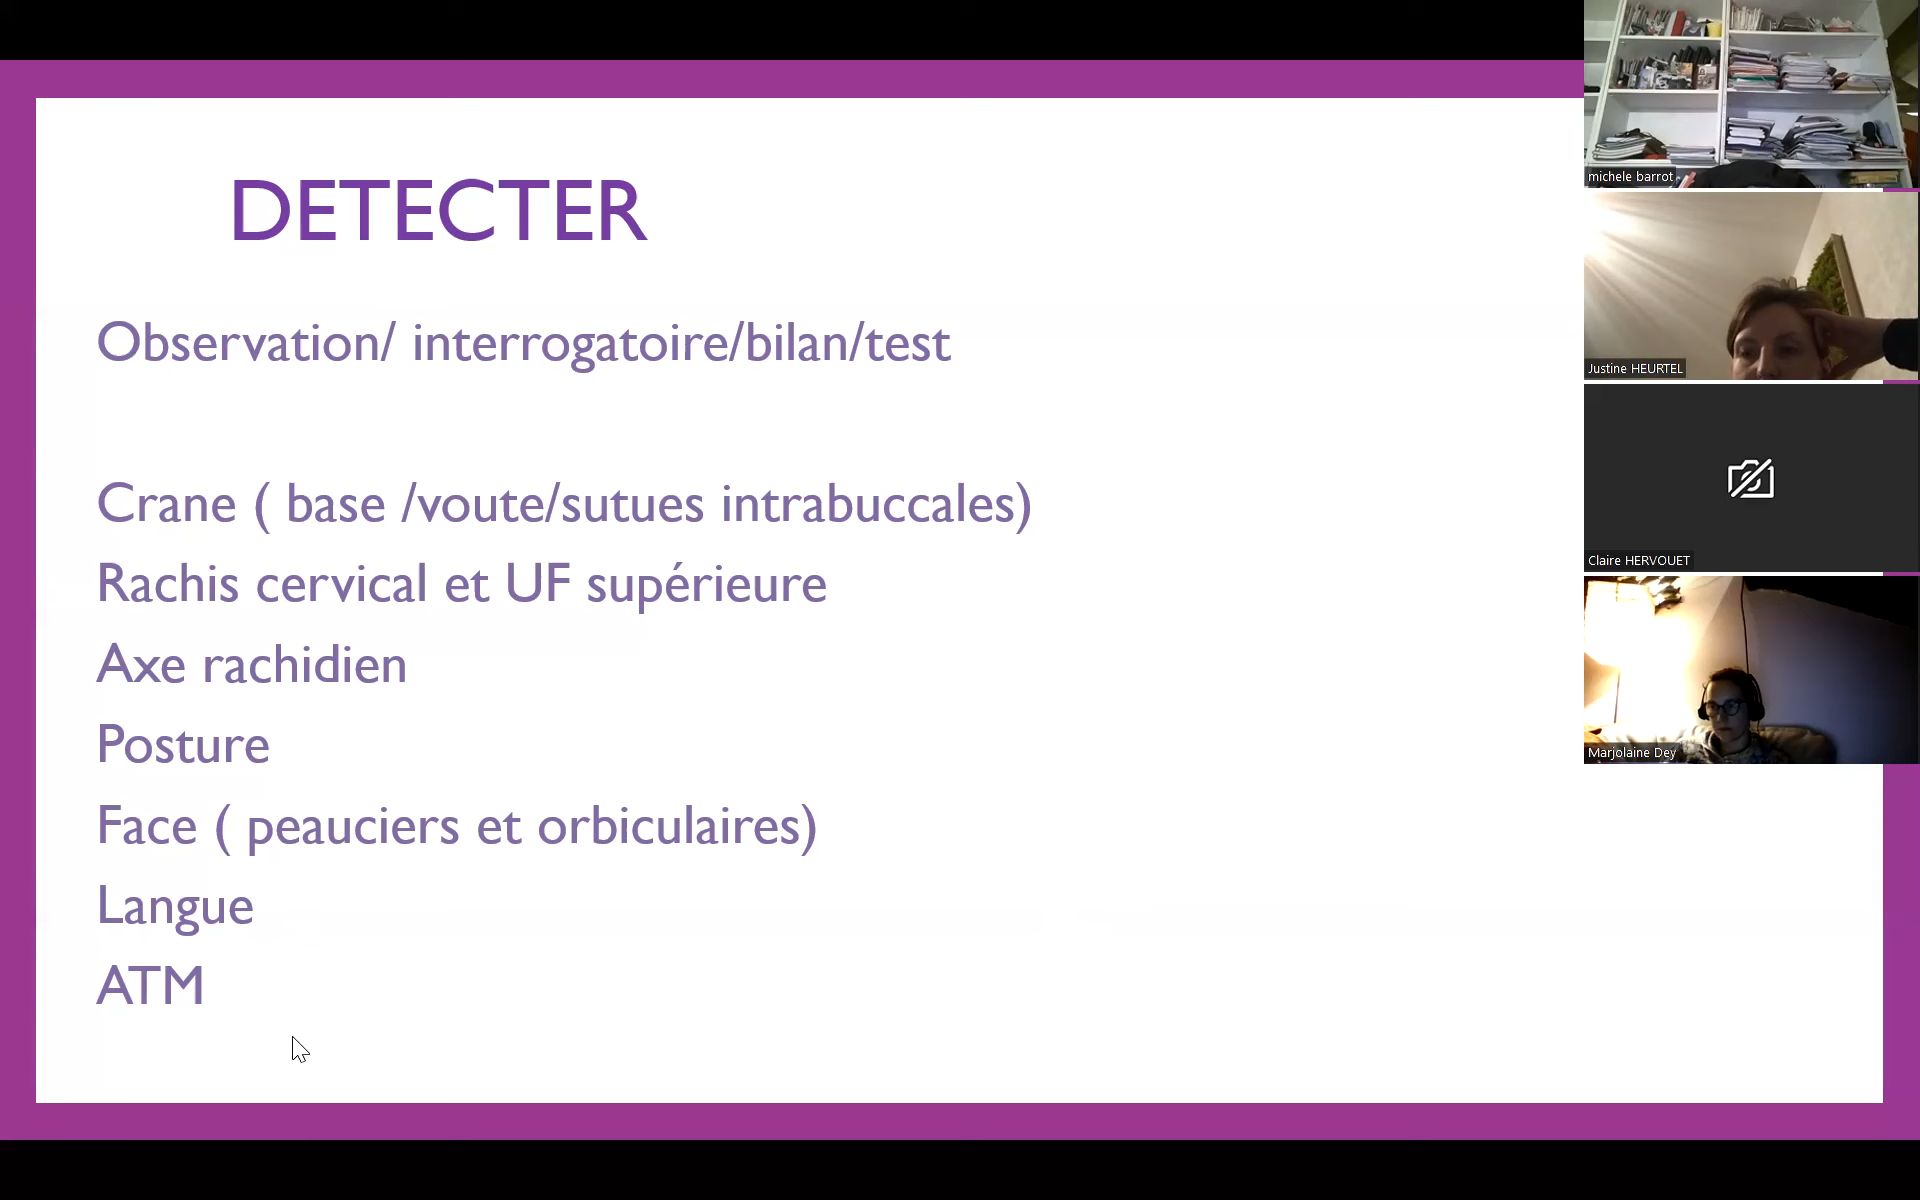 DETECTER
Observation/ interrogatoire/bilan/test
Crane ( base /voute/sutues intrabuccales)
Rachis cervical et UF supérieure
Axe rachidien
Posture
Face ( peauciers et orbiculaires)
Langue
ATM
michele barrot
Justine HEURTEL
Claire HERVOUET
Marjolaine Dey